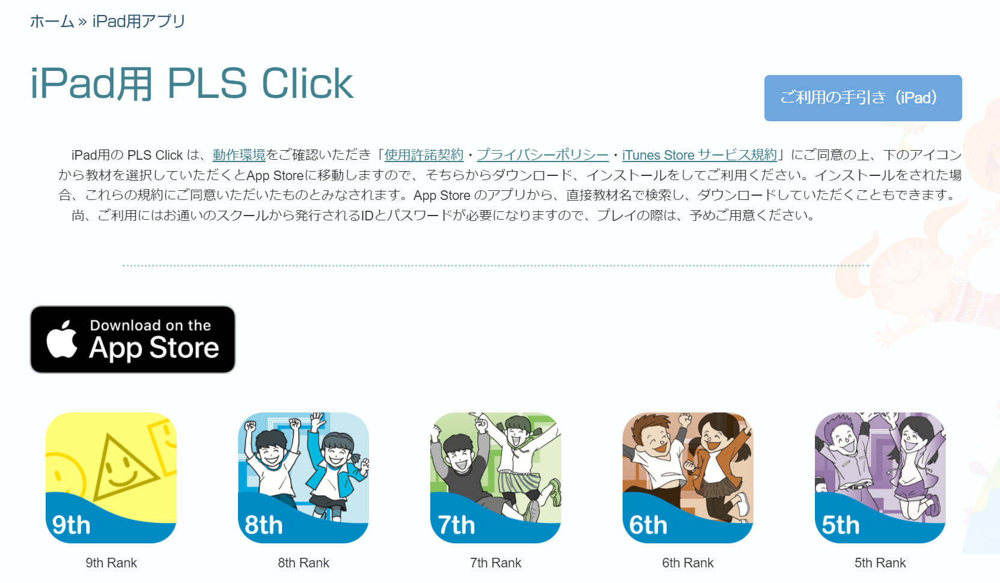 ホーム » iPad用アプリ
iPad用 PLS Click
ご利用の手引き（iPad）
iPad用の PLS Click は、動作環境をご確認いただき「使用許諾契約・プライバシーポリシー・iTunes Store サービス規約」にご同意の上、下のアイコン
から教材を選択していただくとApp Storeに移動しますので、そちらからダウンロード、インストールをしてご利用ください。インストールをされた場
合、これらの規約にご同意いただいたものとみなされます。App Store のアプリから、直接教材名で検索し、ダウンロードしていただくこともできます。
尚、ご利用にはお通いのスクールから発行されるIDとパスワードが必要になりますので、プレイの際は、予めご用意ください。
Download on the
App Store
9th
8th
7th
6th
5th
9th Rank
8th Rank
7th Rank
6th Rank
5th Rank